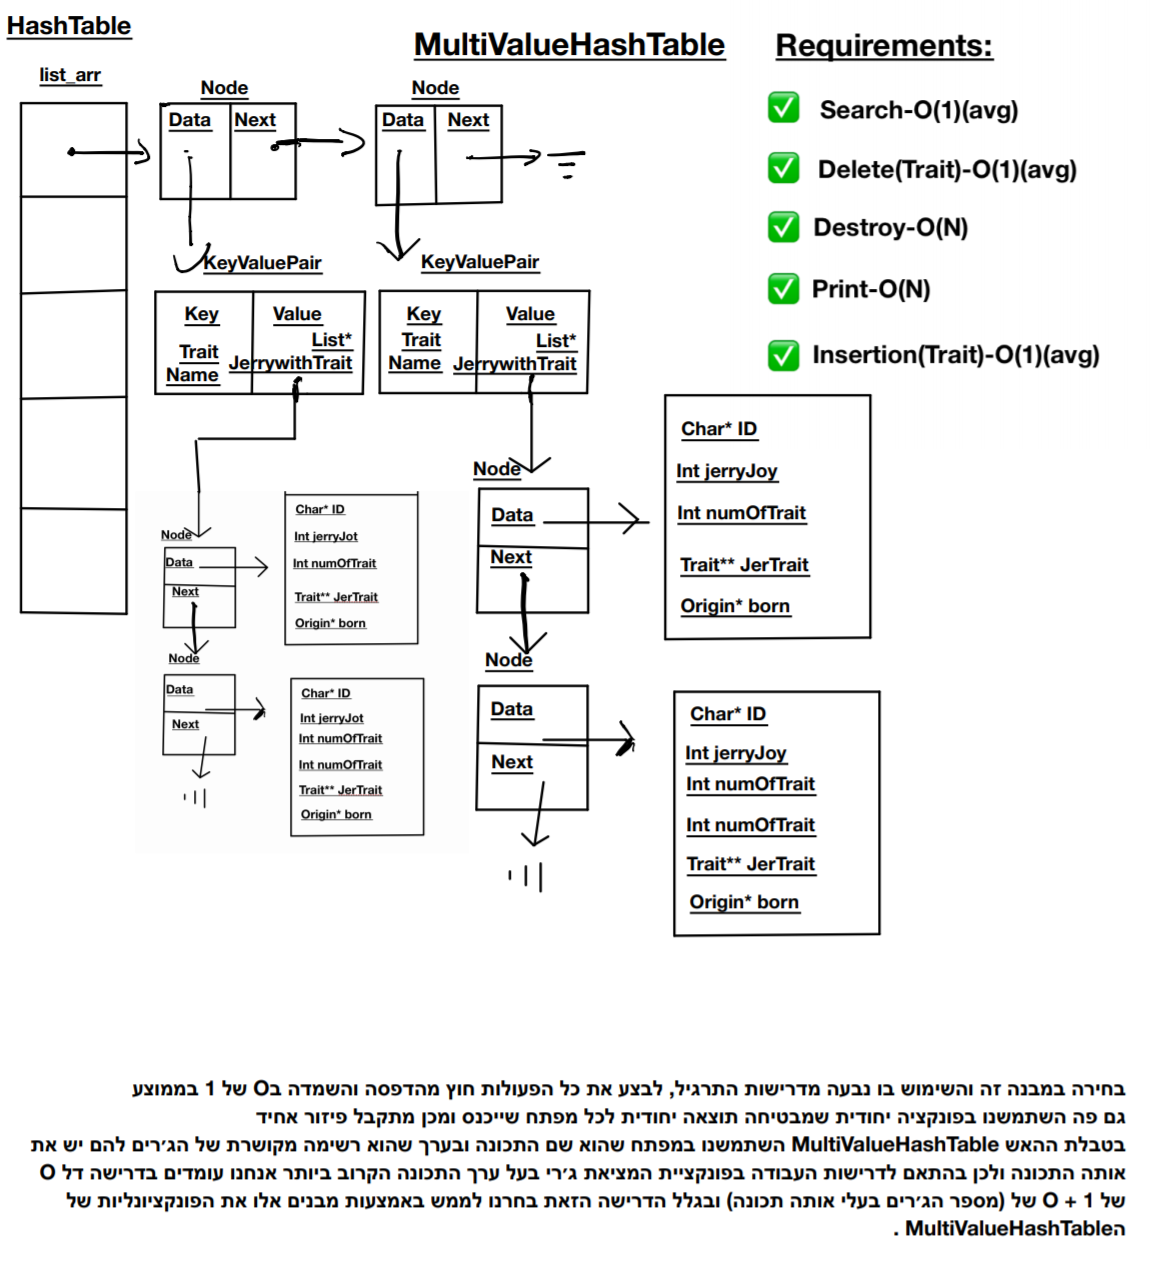 HashTable
MultiValueHashTable
Requirements:
list_arr
Node
Data
Next
Node
Data
Next
Search-O(1)(avg)
Delete(Trait)-O(1)(avg)
Destroy-O(N)
Print-O(N)
Insertion(Trait)-O(1)(avg)
KeyValuePair
Key
Value
Trait
Name
List*
JerrywithTrait
KeyValuePair
Key
Value
Trait
Name
List*
JerrywithTrait
Node
Data
Next
Char* ID
Int jerryJot
Int numOfTrait
Trait** JerTrait
Origin* born
Node
Data
Next
Char* ID
Int jerryJot
Int numOfTrait
Int numOfTrait
Trait** JerTrait
Origin* born
Node
Data
Next
Char* ID
Int jerryJoy
Int numOfTrait
Trait** JerTrait
Origin* born
Node
Data
Next
Char* ID
Int jerryJoy
Int numOfTrait
Int numOfTrait
Trait** JerTrait
Origin* born
בחירה במבנה זה והשימוש בו נבעה מדרישות התרגיל, לבצע את כל הפעולות חוץ מהדפסה והשמדה בO של 1 בממוצע
גם פה השתמשנו בפונקציה יחודית שמבטיחה תוצאה יחודית לכל מפתח שייכנס ומכן מתקבל פיזור אחיד
בטבלת ההאש MultiValueHashTable השתמשנו במפתח שהוא שם התכונה ובערך שהוא רשימה מקושרת של הג׳רים להם יש את
אותה התכונה ולכן בהתאם לדרישות העבודה בפונקציית המציאת ג׳רי בעל ערך התכונה הקרוב ביותר אנחנו עומדים בדרישה דל O
של 1 + O של (מספר הג׳רים בעלי אותה תכונה) ובגלל הדרישה הזאת בחרנו לממש באמצעות מבנים אלו את הפונקציונליות של
הMultiValueHashTable .